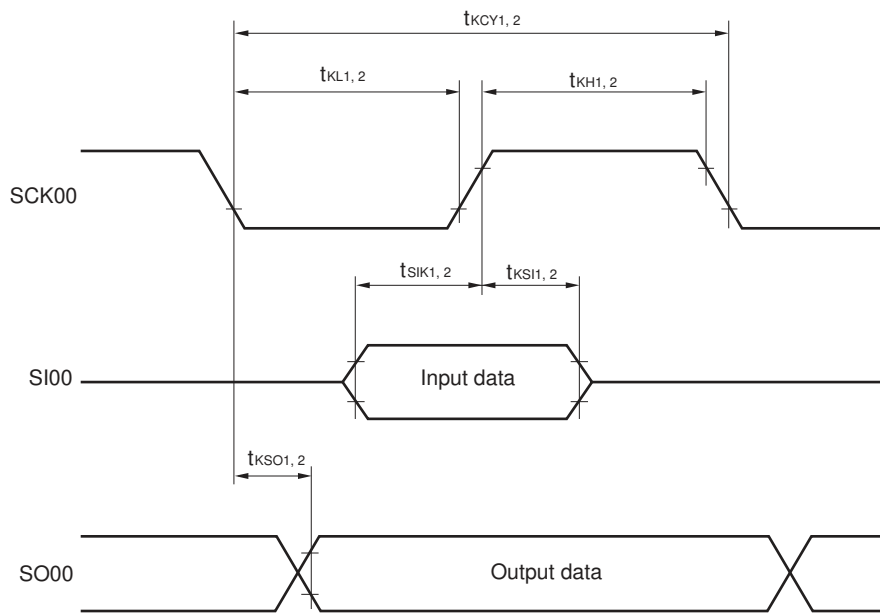 tKCY1, 2
tKL1, 2
tKH1, 2
SCK00
tSIK1, 2
tKSI1, 2
SI00
Input data
tKSO1, 2
SO00
Output data